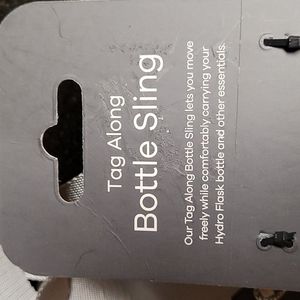 Tag Along
Bottle Sling
Our Tag Along Bottle Sling lets you move
freely while comfortably carrying your
Hydro Flask bottle and other essentials.